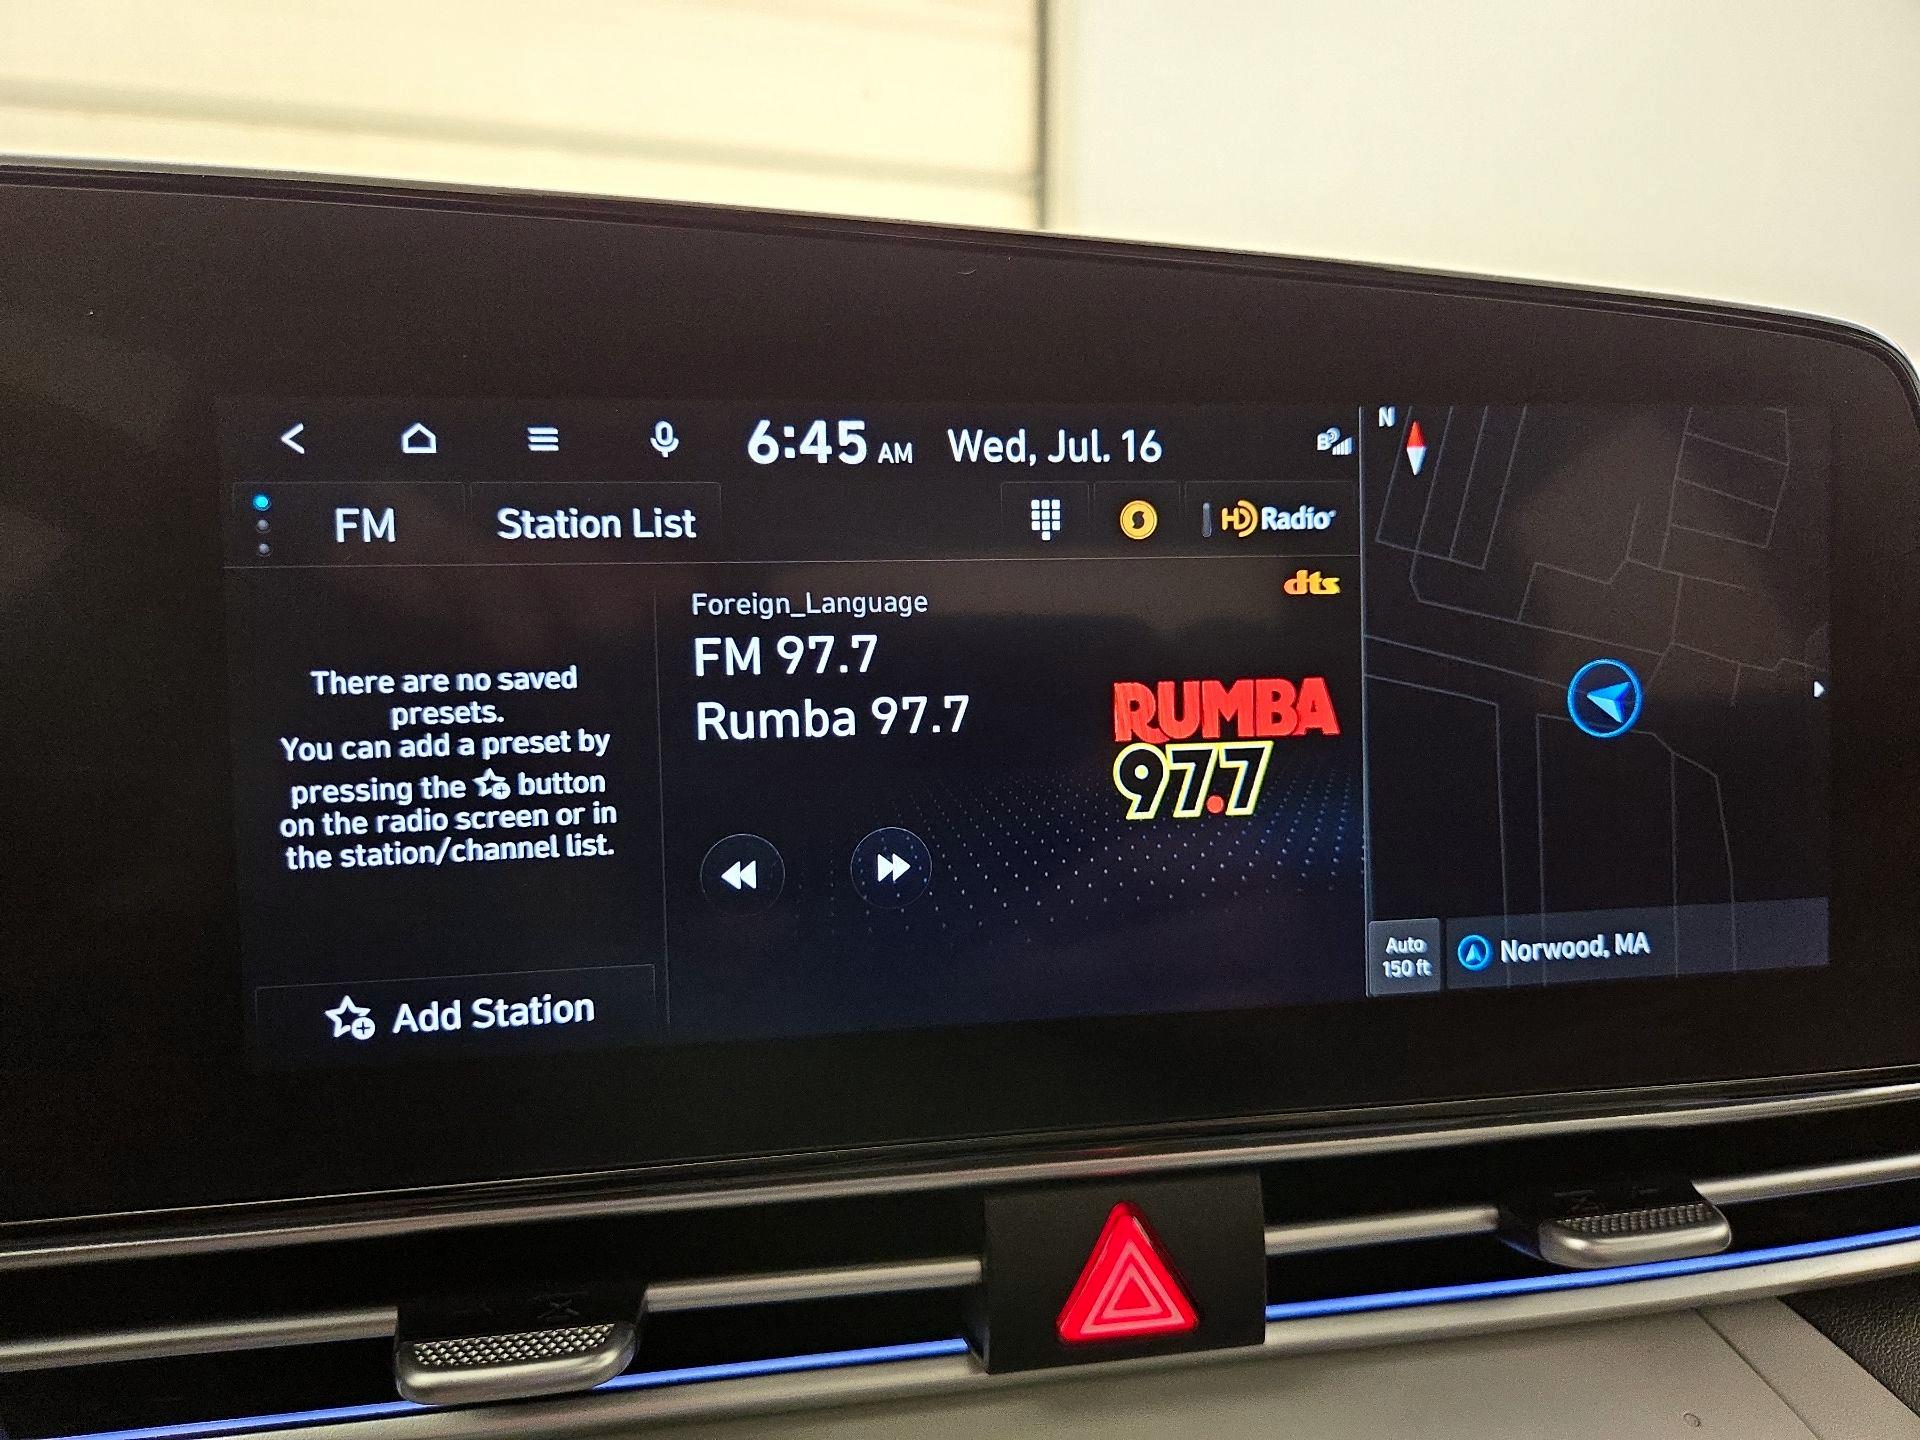 6:45 AM Wed, Jul. 16
N
FM
Station List
HD Radio
dts
There are no saved
presets.
You can add a preset by
pressing the button
on the radio screen or in
the station/channel list.
Add Station
Foreign_Language
FM 97.7
Rumba 97.7
RUMBA
97.7
Auto
150 ft
Norwood, MA